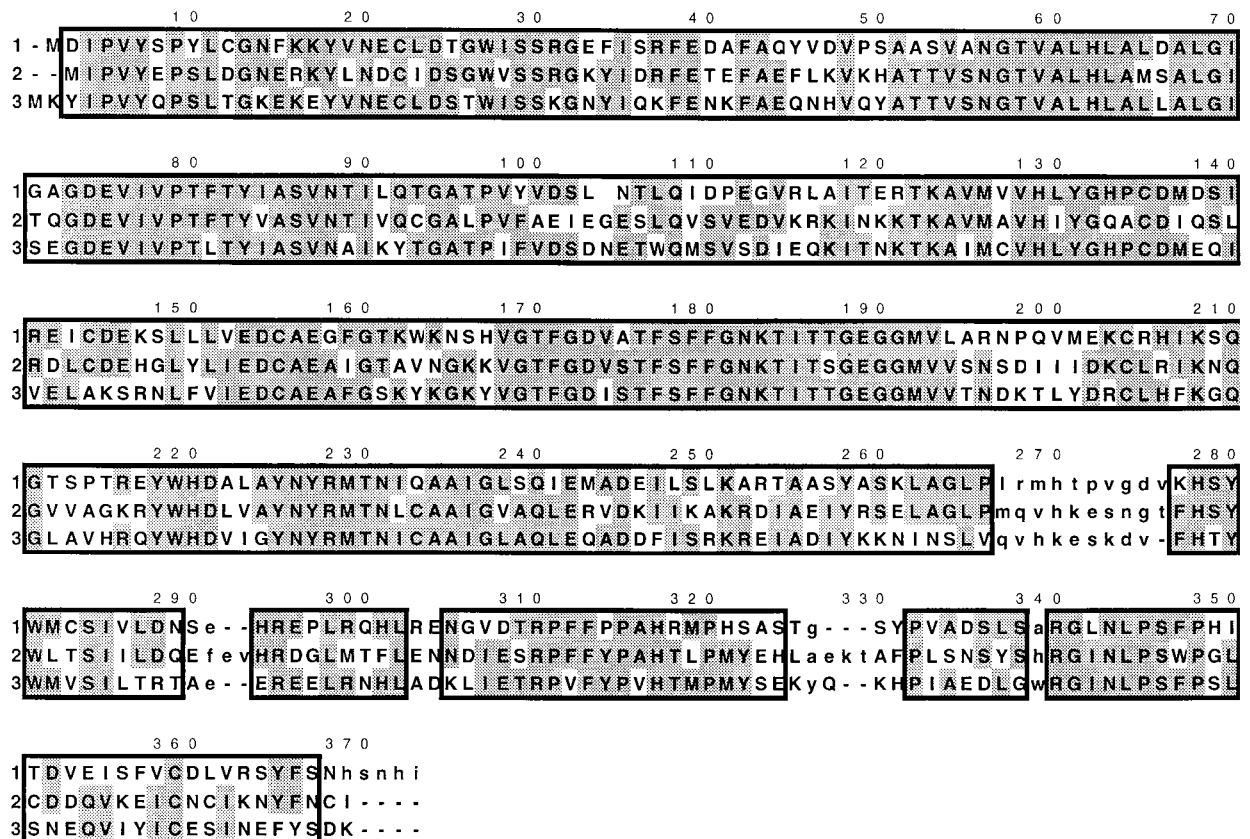 10 20 30 40 50 60 70
1 - MDIPVYSPYLCGNFKKYVNECLDTGWISSRGEFISRFEDAFAQYVDVPSAASVANGTVALHLALDALGI
2 - - MIPVYEPSLDGNERKYLNDCIDSGWVSSRGKYIDRFETEFAEFLKVKHATTVSNGTVALHLAMSALGI
3MKYIPVYQPSLTGKEKEYVNECLDSTWISSKGNYIQKFENKFAEQNHVQYATTVSNGTVALHLALLALGI
80 90 100 110 120 130 140
1GAGDEVIVPTFTYIASVNTILQTGATPVYVDSL NTLQIDPEGVRLAITERTKAVMVVHLYGHPCDMDSI
2TQGDEVIVPTFTYVASVNTIVQCGALPVFAEIEGESLQVSVEDVKRKINKKTKAVMAVHIYGQACDIQSL
3SEGDEVIVPTLTYIASVNAIKYTGATPIFVDSDNETWQMSVSDIEQKITNKTKAIMCVHLYGHPCDMEQI
150 160 170 180 190 200 210
1REICDEKSLLLVEDCAEGFGTKWKNSHVGTFGDVATFSFFGNKTITTGEGGMVLARNPQVMEKCRHIKSQ
2RDLCDEHGLYLIEDCAEAIGTAVNGKKVGTFGDVSTFSFFGNKTITSGEGGMVVSNSDIIIDKCLRIKNQ
3VELAKSRNLFVIEDCAEAFGSKYKGKYVGTFGDISTFSFFGNKTITTGEGGMVVTNDKTLYDRCLHFKGQ
220 230 240 250 260 270 280
1GTSPTREYWHDALAYNYRMTNIQAAIGLSQIEMADEILSLKARTAASYASKLAGLPlrmhtpvgdvKHSY
2GVVAGKRYWHDLVAYNYRMTNLCAAIGVAQLERVDKIIKAKRDIAEIYRSELAGLPmqvhkesngtFHSY
3GLAVHRQYWHDVIGYNYRMTNICAAIGLAQLEQADDFISRKREIADIYKKNINSLVqvhkeskdv-FHTY
290 300 310 320 330 340 350
1WMCSIVLDNSe--HREPLRQHLRENGVDTRPFFPPAHRMPHSASTg---SYPVADSLSaRGLNLPSFPHI
2WLTSIILDQEfevHRDGLMTFLENNDIESRPFFYPAHTLPMYEHLaektAFPLSNSYShRGINLPSWPGL
3WMVSILTRTAe--EREELRNHLADKLIETRPVFYPVHTMPMYSEKyQ--KHPIAEDLGwRGINLPSFPSL
360 370
1TDVEISFVCDLVRSYFSNhsnhi
2CDDQVKEICNCIKNYFNCI----
3SNEQVIYICESINEFYSDK----